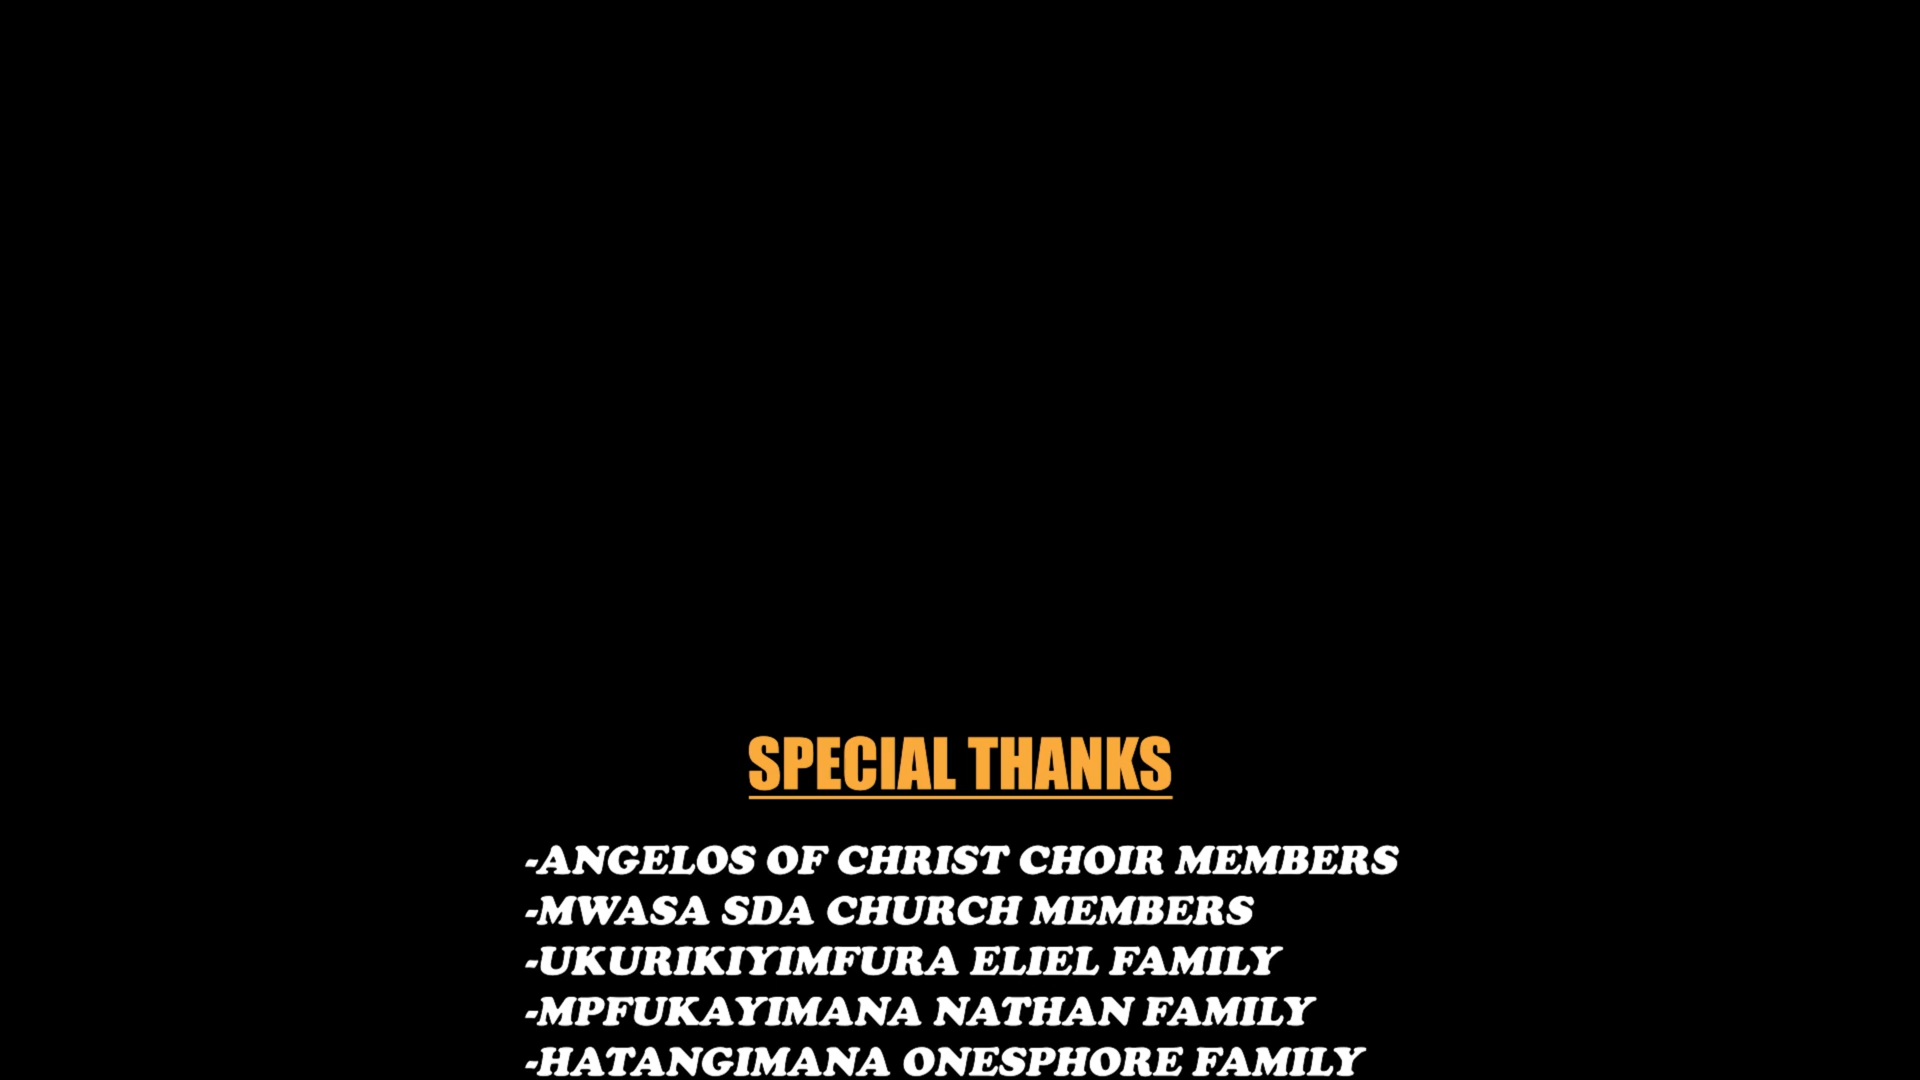 SPECIAL THANKS
-ANGELOS OF CHRIST CHOIR MEMBERS
-MWASA SDA CHURCH MEMBERS
-UKURIKIYIMFURA ELIEL FAMILY
-MPFUKAYIMANA NATHAN FAMILY
-HATANGIMANA ONESPHORE FAMILY